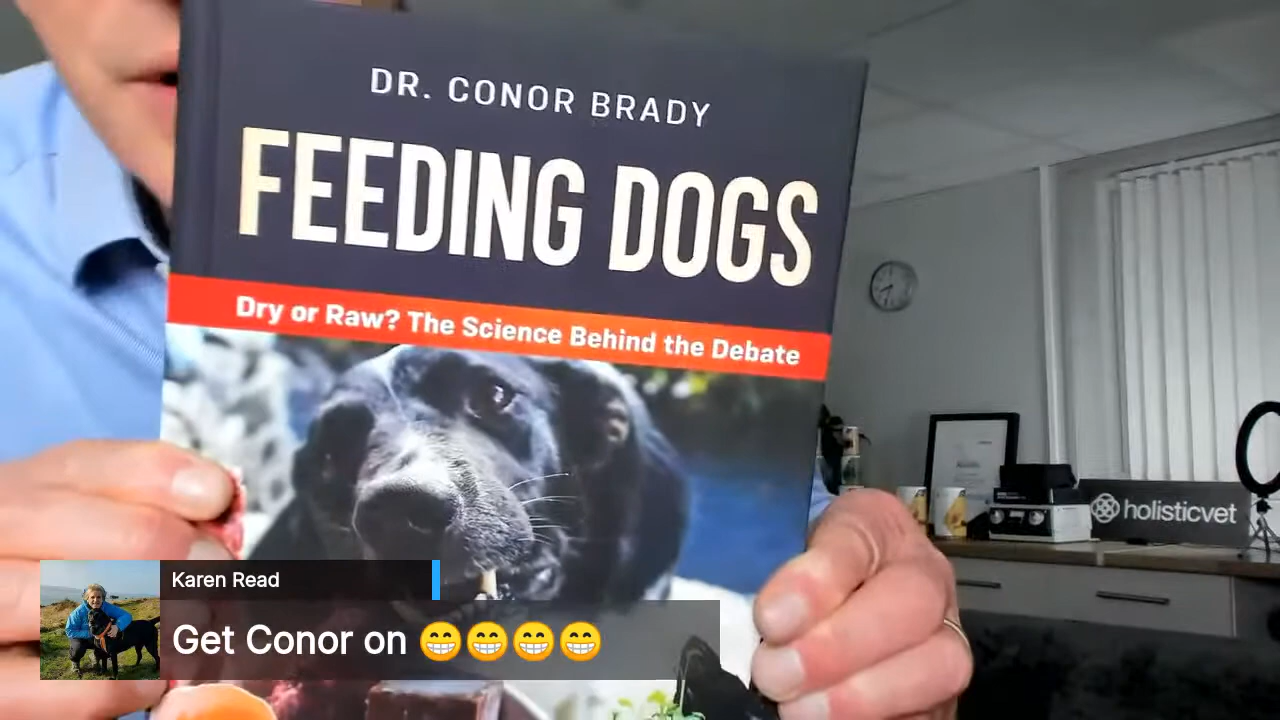 DR. CONOR BRADY
FEEDING DOGS
Dry or Raw? The Science Behind the Debate
holisticvet
Karen Read
Get Conor on 😁😁😁😁